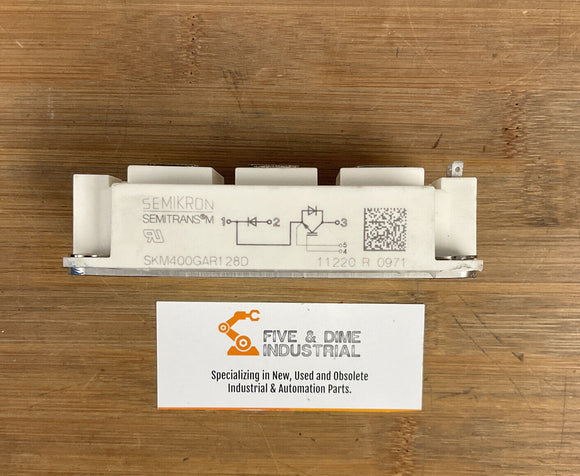 SEMIKRON
SEMITRANS®M
1 2 3
5
4
SKM400GAR128D
11220 R 0971
FIVE & DIME
INDUSTRIAL
Specializing in New, Used and Obsolete
Industrial & Automation Parts.